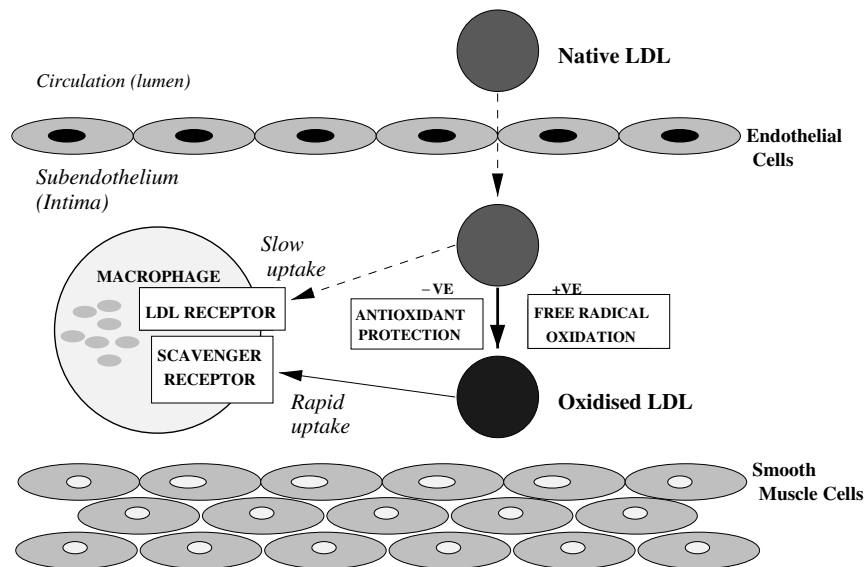 Native LDL
Circulation (lumen)
Endothelial
Cells
Subendothelium
(Intima)
Slow
uptake
MACROPHAGE
LDL RECEPTOR
– VE
+VE
ANTIOXIDANT
PROTECTION
FREE RADICAL
OXIDATION
SCAVENGER
RECEPTOR
Rapid
uptake
Oxidised LDL
Smooth
Muscle Cells